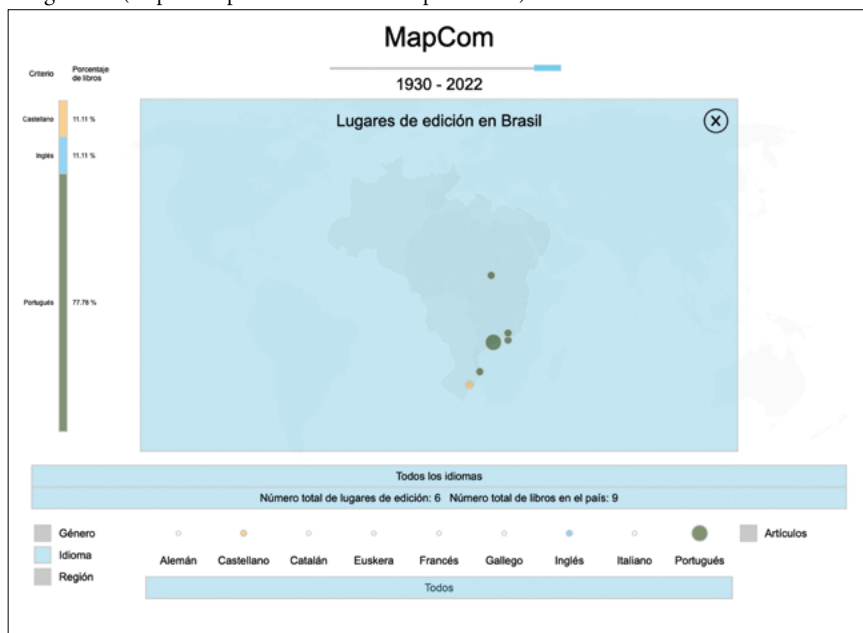 MapCom
Criterio
Porcentaje
de libros
1930 - 2022
Lugares de edición en Brasil
X
Castellano 11.11 %
Inglés 11.11 %
Portugués 77.78 %
Todos los idiomas
Número total de lugares de edición: 6 Número total de libros en el país: 9
Género
Idioma
Región
Artículos
Alemán Castellano Catalán Euskera Francés Gallego Inglés Italiano Portugués
Todos